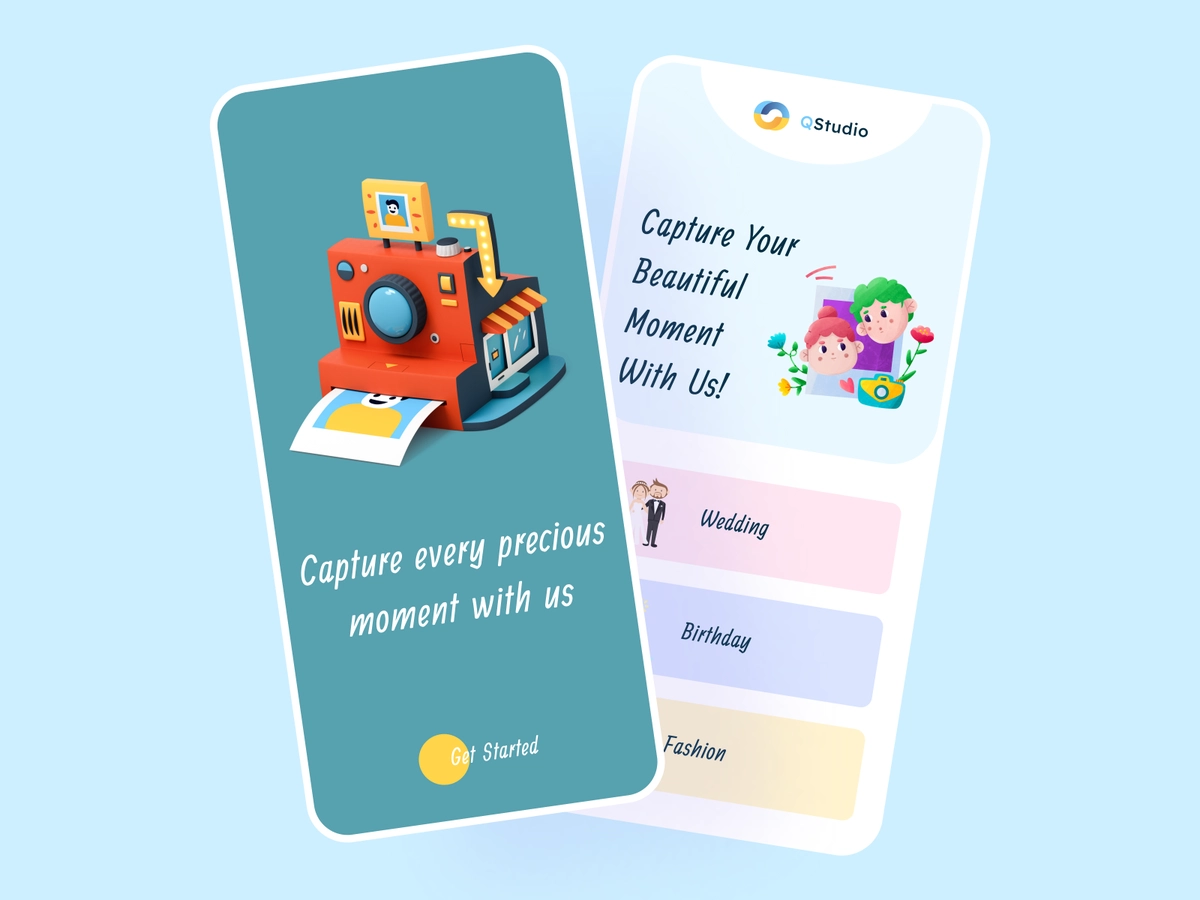 Capture every precious
moment with us
Get Started
QStudio
Capture Your
Beautiful
Moment
With Us!
Wedding
Birthday
Fashion